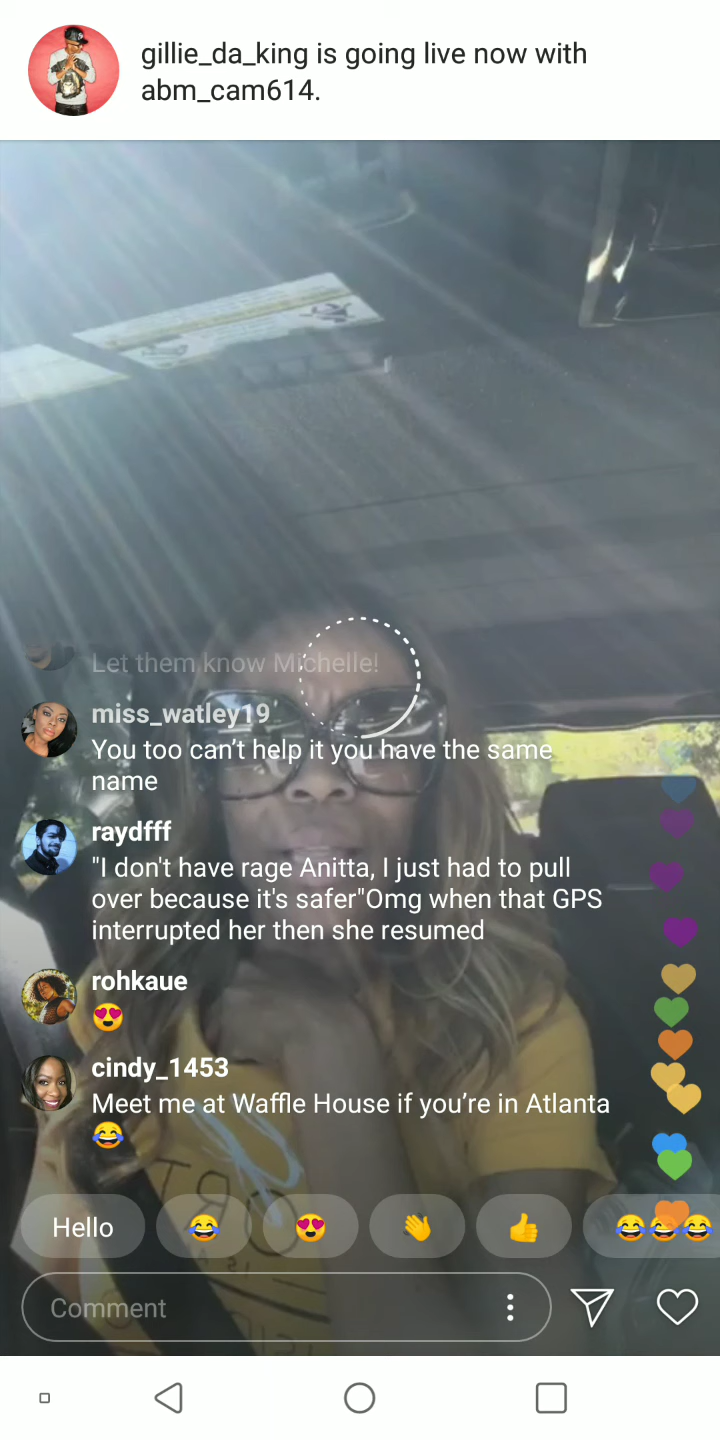 gillie_da_king is going live now with
abm_cam614.
Let them know Michelle!
miss_watley19
You too can't help it you have the same
name
raydfff
"I don't have rage Anitta, I just had to pull
over because it's safer"Omg when that GPS
interrupted her then she resumed
rohkaue
😍
cindy_1453
Meet me at Waffle House if you're in Atlanta
😂
Hello 😂 😍 👋 👍 😂😂😂
Comment